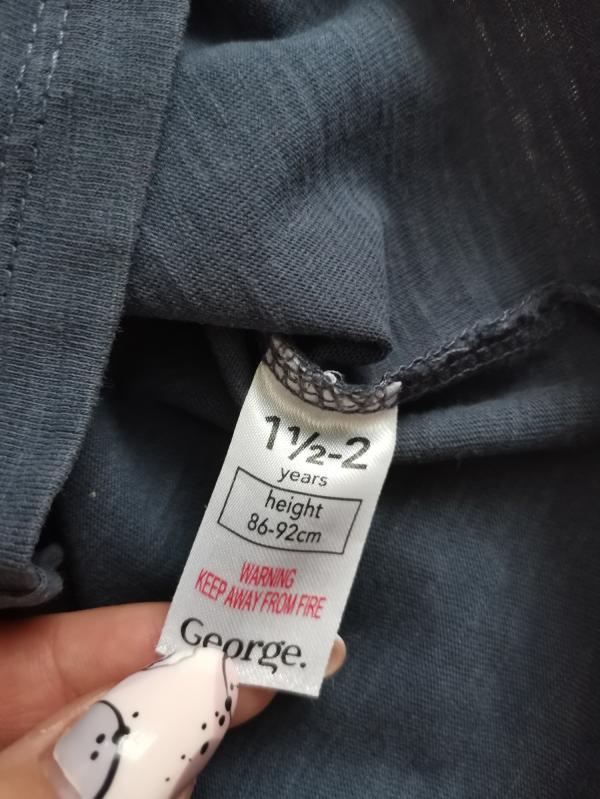 1½-2
years
height
86-92cm
WARNING
KEEP AWAY FROM FIRE
George.